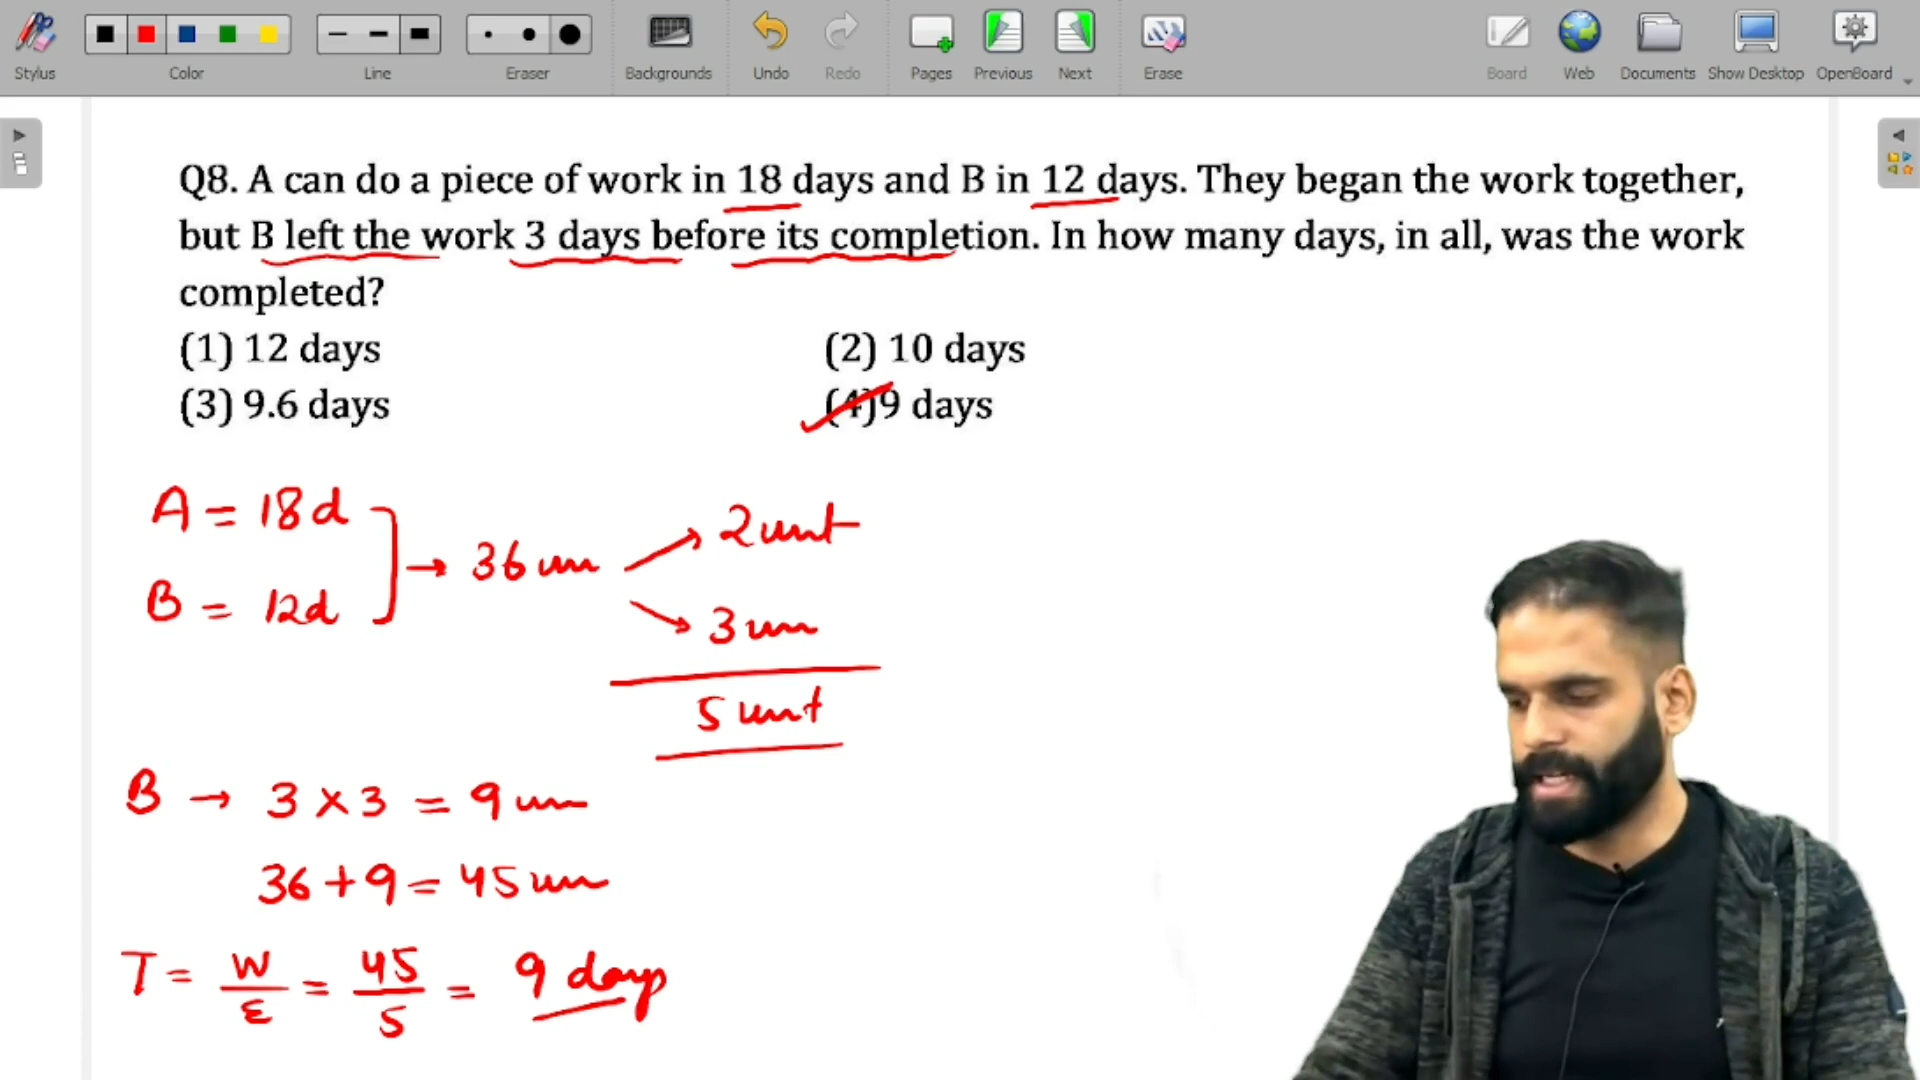 Stylus
Color
Line
Eraser
Backgrounds
Undo
Redo
Pages
Previous
Next
Erase
Board
Web
Documents
Show Desktop
OpenBoard
Q8. A can do a piece of work in 18 days and B in 12 days. They began the work together,
but B left the work 3 days before its completion. In how many days, in all, was the work
completed?
(1) 12 days
(2) 10 days
(3) 9.6 days
(4) 9 days
A = 18d
B = 12d
→ 36 un
→ 2 unit
→ 3 un
5 unit
B → 3 × 3 = 9 un
36 + 9 = 45 un
T = W/E = 45/5 = 9 days